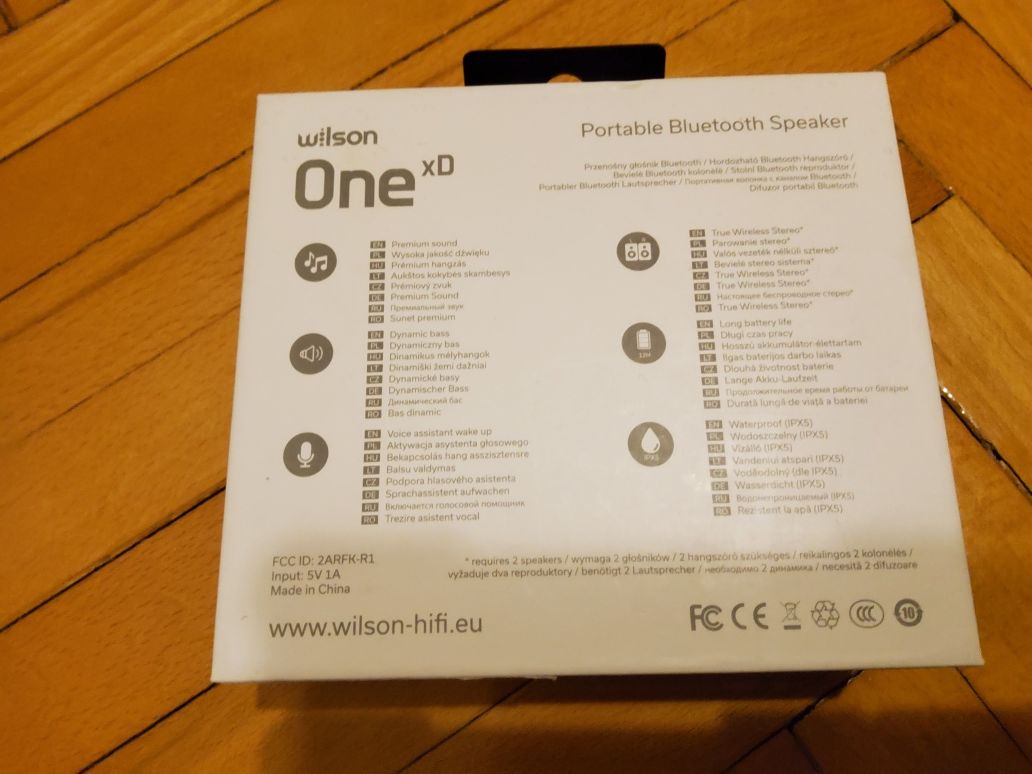 wilson
One xD
Portable Bluetooth Speaker
Przenośny głośnik Bluetooth / Hordozható Bluetooth Hangszóró /
Bevielė Bluetooth kolonėlė / Stolní Bluetooth reproduktor /
Portabler Bluetooth Lautsprecher / Портативная колонка с каналом Bluetooth /
Difuzor portabil Bluetooth
EN Premium sound
PL Wysoka jakość dźwięku
HU Prémium hangzás
LT Aukštos kokybės skambesys
CZ Prémiový zvuk
DE Premium Sound
RU Премиальный звук
RO Sunet premium
EN Dynamic bass
PL Dynamiczny bas
HU Dinamikus mélyhangok
LT Dinamiški žemi dažniai
CZ Dynamické basy
DE Dynamischer Bass
RU Динамический бас
RO Bas dinamic
EN Voice assistant wake up
PL Aktywacja asystenta głosowego
HU Bekapcsolás hang asszisztensre
LT Balsu valdymas
CZ Podpora hlasového asistenta
DE Sprachassistent aufwachen
RU Включается голосовой помощник
RO Trezire asistent vocal
EN True Wireless Stereo*
PL Parowanie stereo*
HU Valós vezeték nélküli sztereó*
LT Bevielė stereo sistema*
CZ True Wireless Stereo*
DE True Wireless Stereo*
RU Настоящее беспроводное стерео*
RO True Wireless Stereo*
12H
EN Long battery life
PL Długi czas pracy
HU Hosszú akkumulátor-élettartam
LT Ilgas baterijos darbo laikas
CZ Dlouhá životnost baterie
DE Lange Akku-Laufzeit
RU Продолжительное время работы от батареи
RO Durată lungă de viață a bateriei
IPX5
EN Waterproof (IPX5)
PL Wodoszczelny (IPX5)
HU Vízálló (IPX5)
LT Vandeniui atspari (IPX5)
CZ Voděodolný (dle IPX5)
DE Wasserdicht (IPX5)
RU Водонепроницаемый (IPX5)
RO Rezistent la apă (IPX5)
FCC ID: 2ARFK-R1
Input: 5V 1A
Made in China
* requires 2 speakers / wymaga 2 głośników / 2 hangszóró szükséges / reikalingos 2 kolonėlės /
vyžaduje dva reproduktory / benötigt 2 Lautsprecher / необходимо 2 динамика / necesită 2 difuzoare
www.wilson-hifi.eu
FC CE CCC 10